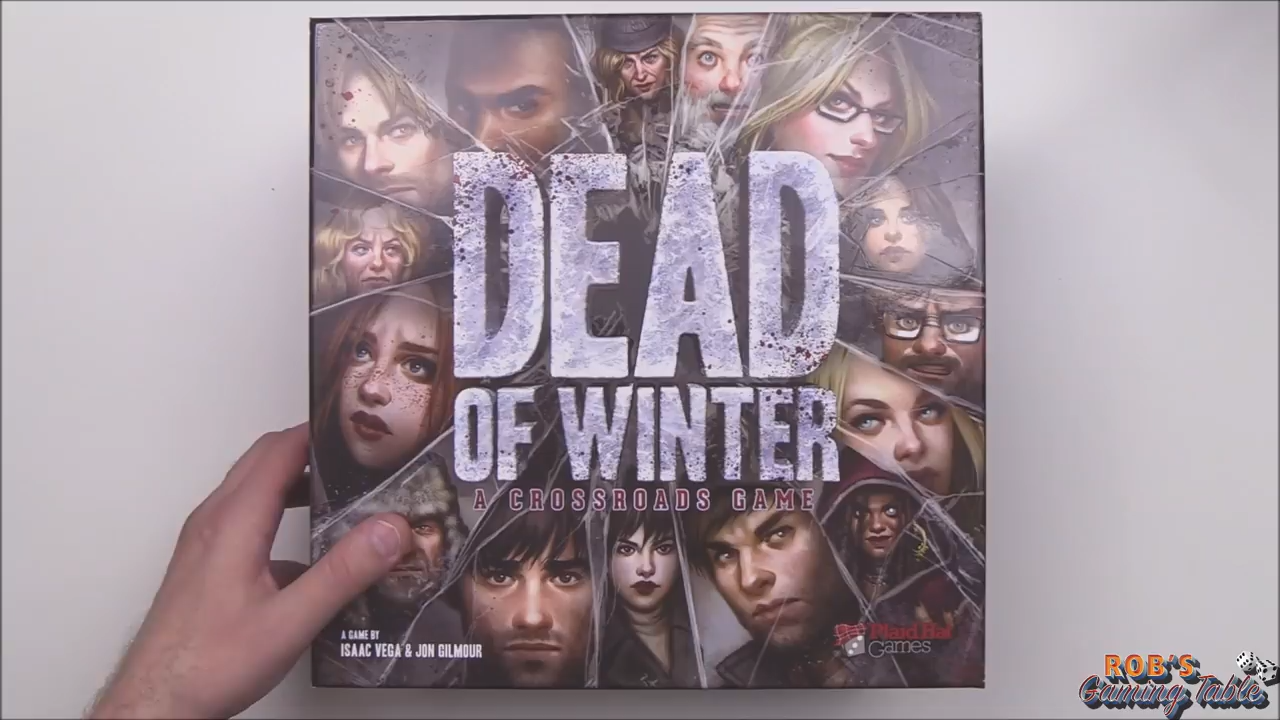 DEAD
OF WINTER
A CROSSROADS GAME
A GAME BY
ISAAC VEGA & JON GILMOUR
Plaid Hat
Games
ROB'S
Gaming Table